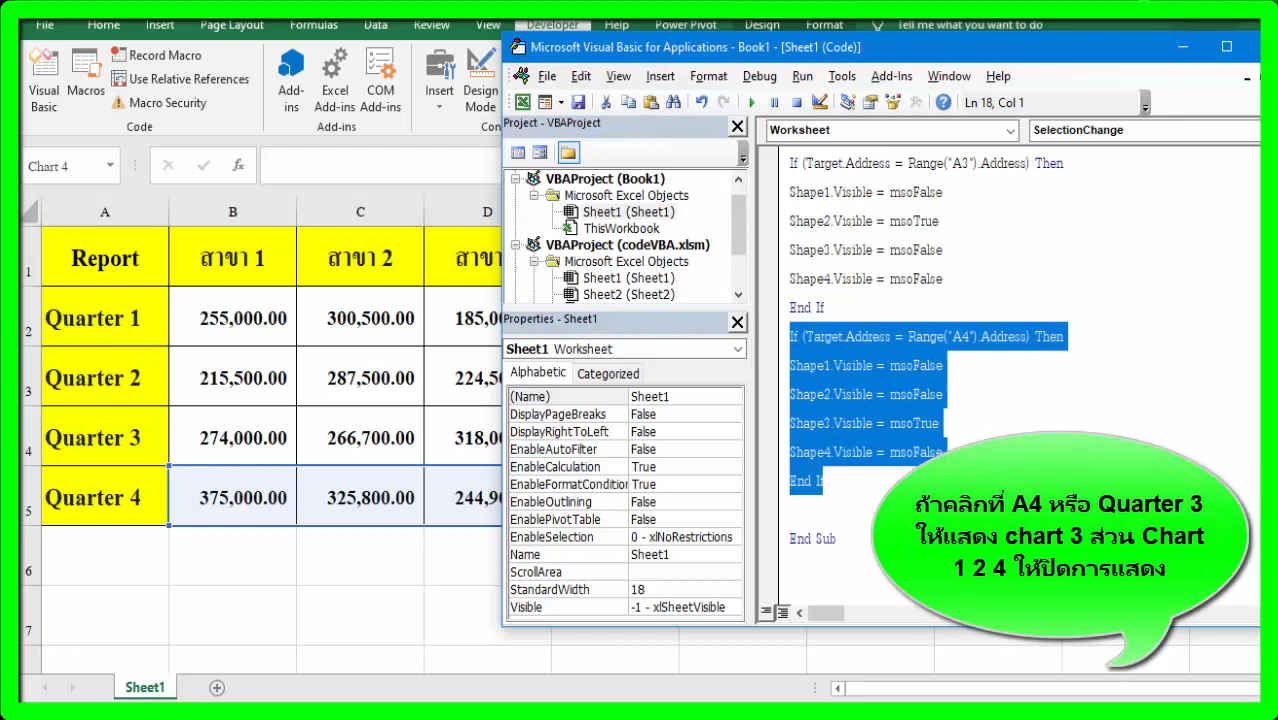 File Home Insert Page Layout Formulas Data Review View Developer Help Power Pivot Design Format Tell me what you want to do
Visual Basic
Macros
Record Macro
Use Relative References
Macro Security
Code
Add-ins
Excel Add-ins
COM Add-ins
Add-ins
Insert
Design Mode
Chart 4
fx
A B C D
1 Report สาขา 1 สาขา 2
2 Quarter 1 255,000.00 300,500.00
3 Quarter 2 215,500.00 287,500.00
4 Quarter 3 274,000.00 266,700.00
5 Quarter 4 375,000.00 325,800.00
6
7
Sheet1
Microsoft Visual Basic for Applications - Book1 - [Sheet1 (Code)]
File Edit View Insert Format Debug Run Tools Add-Ins Window Help
Ln 18, Col 1
Project - VBAProject
VBAProject (Book1)
Microsoft Excel Objects
Sheet1 (Sheet1)
ThisWorkbook
VBAProject (codeVBA.xlsm)
Microsoft Excel Objects
Sheet1 (Sheet1)
Sheet2 (Sheet2)
Properties - Sheet1
Sheet1 Worksheet
Alphabetic Categorized
(Name) Sheet1
DisplayPageBreaks False
DisplayRightToLeft False
EnableAutoFilter False
EnableCalculation True
EnableFormatCondition True
EnableOutlining False
EnablePivotTable False
EnableSelection 0 - xlNoRestrictions
Name Sheet1
ScrollArea
StandardWidth 18
Visible -1 - xlSheetVisible
Worksheet SelectionChange
If (Target.Address = Range("A3").Address) Then
Shape1.Visible = msoFalse
Shape2.Visible = msoTrue
Shape3.Visible = msoFalse
Shape4.Visible = msoFalse
End If
If (Target.Address = Range("A4").Address) Then
Shape1.Visible = msoFalse
Shape2.Visible = msoFalse
Shape3.Visible = msoTrue
Shape4.Visible = msoFalse
End If
End Sub
ถ้าคลิกที่ A4 หรือ Quarter 3
ให้แสดง chart 3 ส่วน Chart
1 2 4 ให้ปิดการแสดง